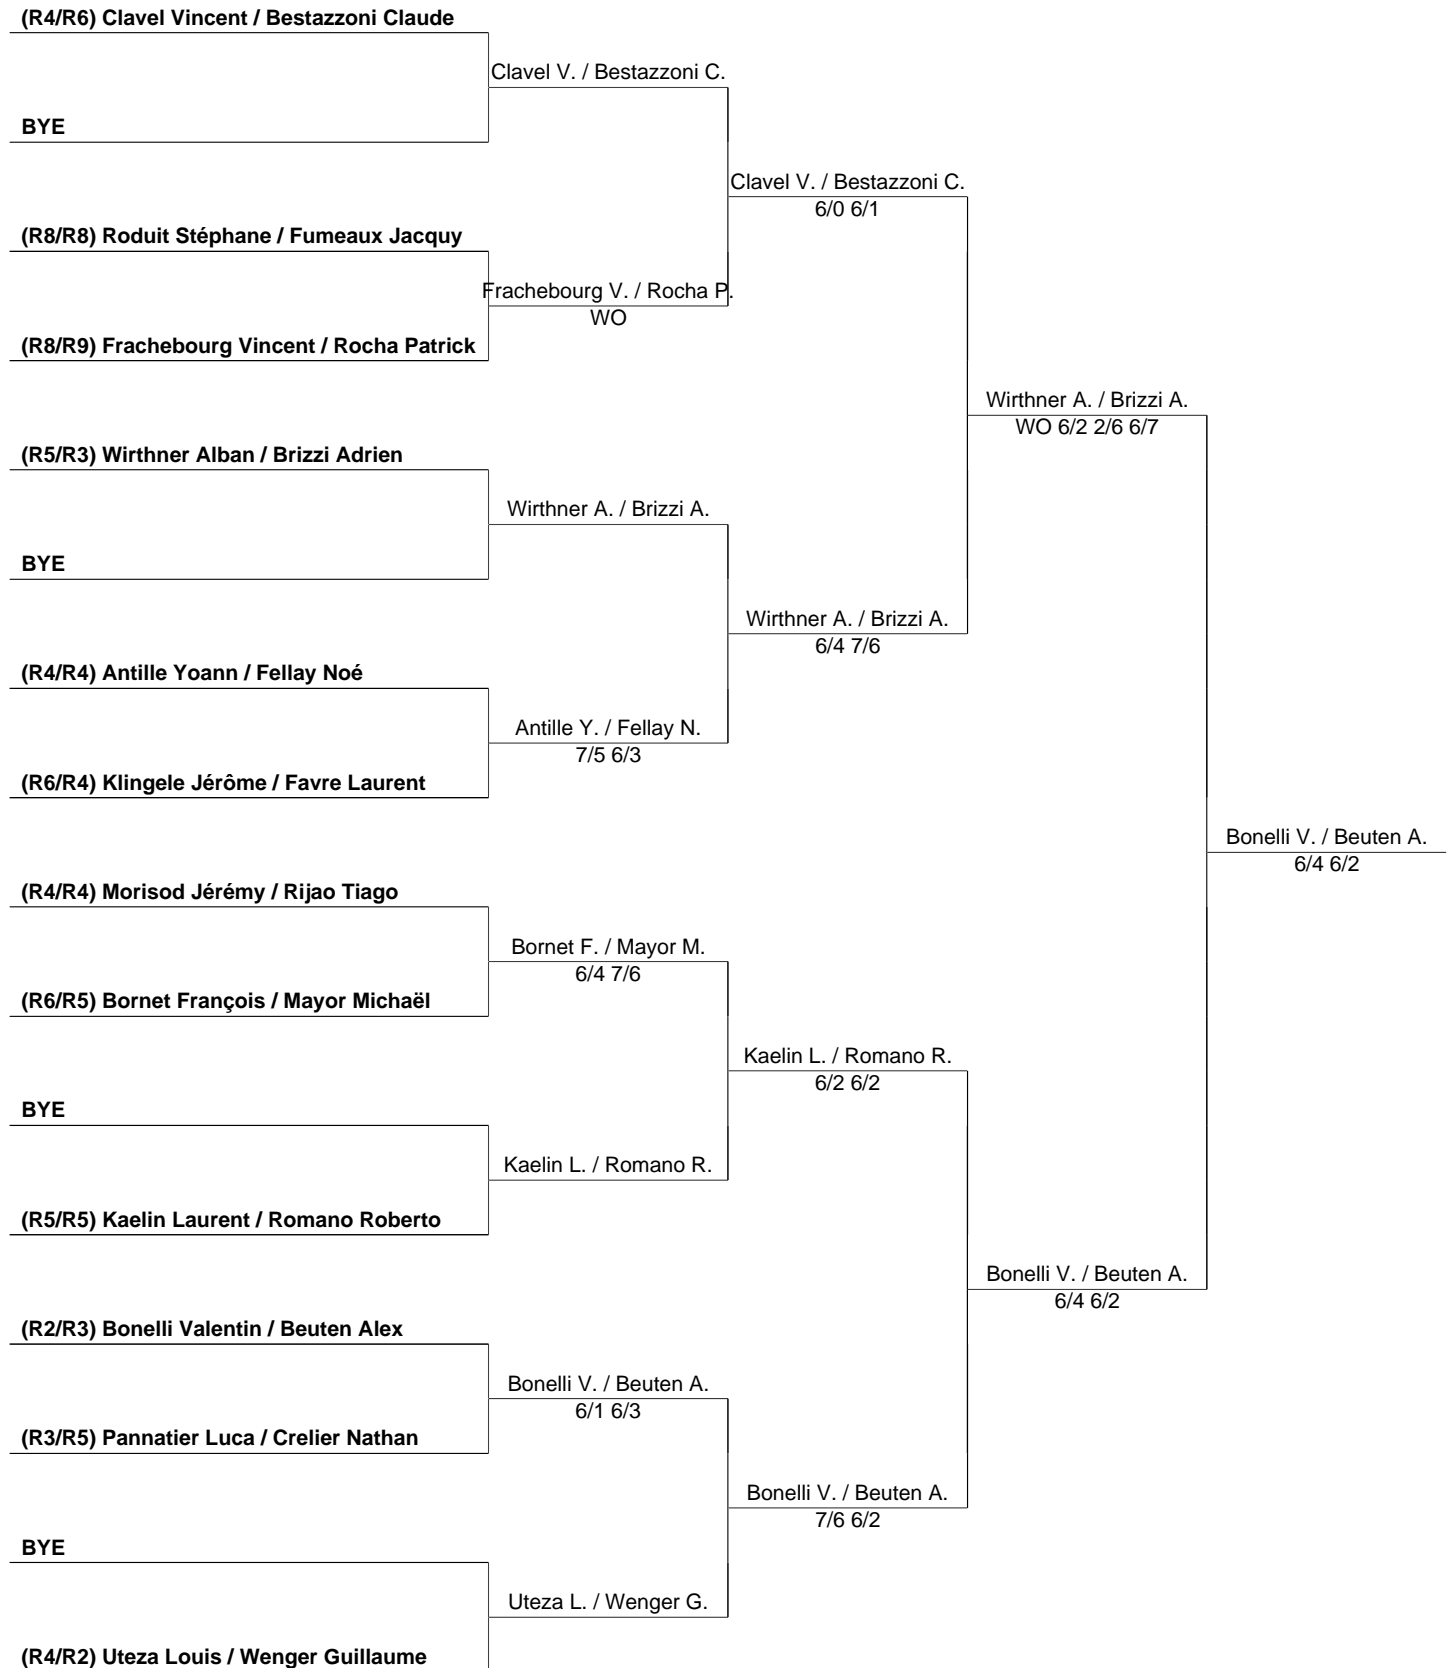 (R4/R6) Clavel Vincent / Bestazzoni Claude
Clavel V. / Bestazzoni C.
BYE
Clavel V. / Bestazzoni C.
6/0 6/1
(R8/R8) Roduit Stéphane / Fumeaux Jacquy
Frachebourg V. / Rocha P.
WO
(R8/R9) Frachebourg Vincent / Rocha Patrick
Wirthner A. / Brizzi A.
WO 6/2 2/6 6/7
(R5/R3) Wirthner Alban / Brizzi Adrien
Wirthner A. / Brizzi A.
BYE
Wirthner A. / Brizzi A.
6/4 7/6
(R4/R4) Antille Yoann / Fellay Noé
Antille Y. / Fellay N.
7/5 6/3
(R6/R4) Klingele Jérôme / Favre Laurent
Bonelli V. / Beuten A.
6/4 6/2
(R4/R4) Morisod Jérémy / Rijao Tiago
Bornet F. / Mayor M.
6/4 7/6
(R6/R5) Bornet François / Mayor Michaël
Kaelin L. / Romano R.
6/2 6/2
BYE
Kaelin L. / Romano R.
(R5/R5) Kaelin Laurent / Romano Roberto
Bonelli V. / Beuten A.
6/4 6/2
(R2/R3) Bonelli Valentin / Beuten Alex
Bonelli V. / Beuten A.
6/1 6/3
(R3/R5) Pannatier Luca / Crelier Nathan
Bonelli V. / Beuten A.
7/6 6/2
BYE
Uteza L. / Wenger G.
(R4/R2) Uteza Louis / Wenger Guillaume